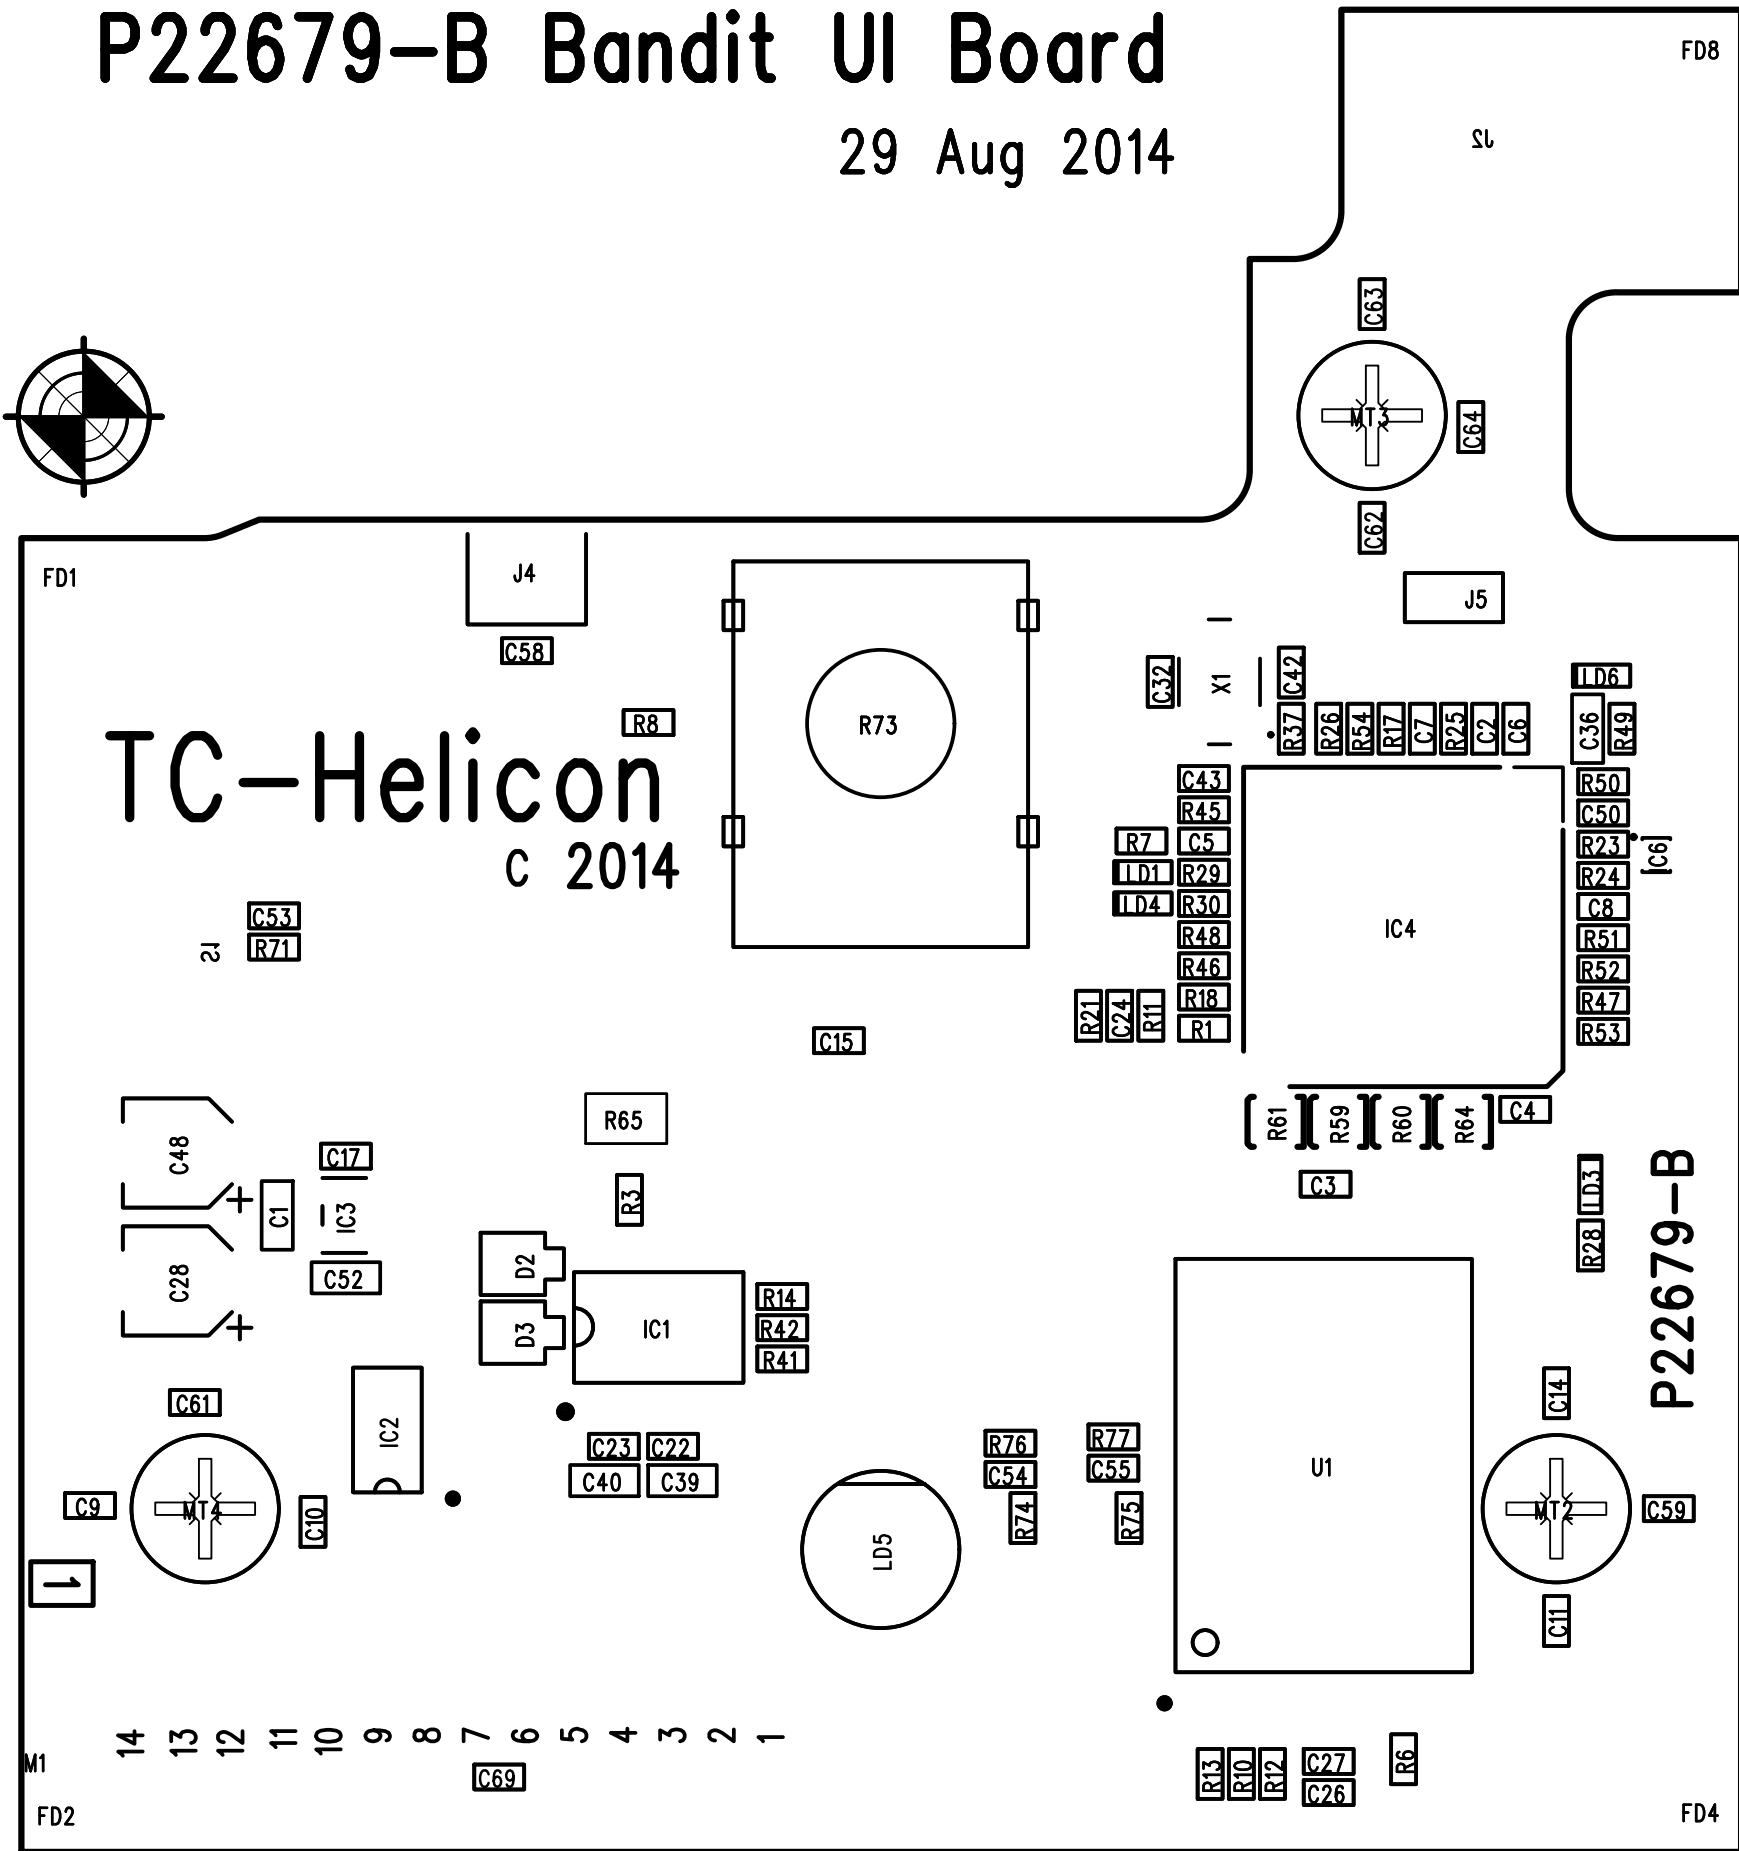 P22679-B Bandit UI Board
29 Aug 2014
FD8
J2
C63
MT3
C64
C62
FD1
J4
J5
C58
C32
X1
C42
LD6
R8
R73
R37
R26
R54
R17
C7
R25
C2
C6
C36
R49
TC-Helicon
C43
R50
R45
C50
R7
C5
R23
IC6
c 2014
LD1
R29
R24
LD4
R30
C8
C53
IC4
R48
R51
R71
S1
R46
R52
R21
C24
R11
R18
R47
R1
R53
C15
R65
R61
R59
R60
R64
C4
C48
C17
C3
LD3
R3
C1
IC3
R28
P22679-B
C28
C52
D2
R14
D3
IC1
R42
R41
C61
C14
IC2
C23
C22
R76
R77
C40
C39
C54
C55
U1
C9
MT4
C10
R74
R75
MT2
C59
LD5
1
C11
14
13
12
11
10
9
8
7
6
5
4
3
2
1
M1
C69
R13
R10
R12
C27
R6
C26
FD2
FD4